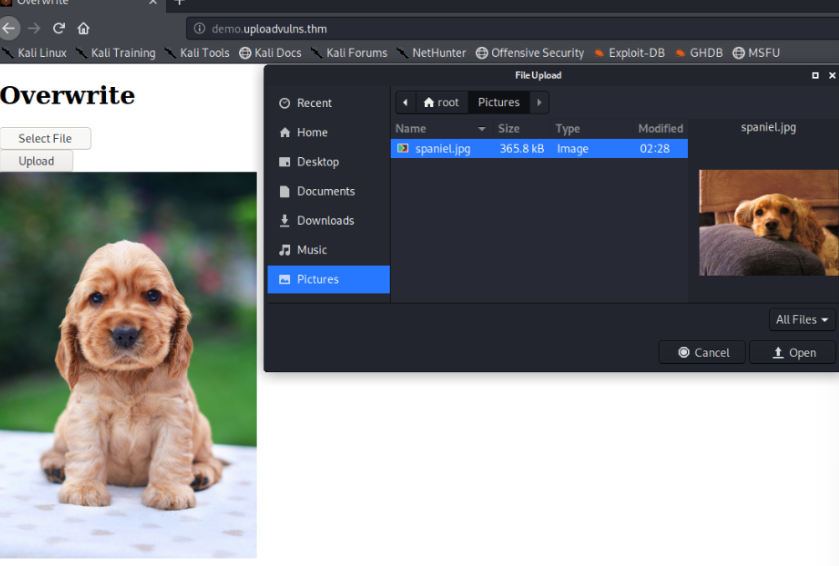 Overwrite ×
demo.uploadvulns.thm
Kali Linux Kali Training Kali Tools Kali Docs Kali Forums NetHunter Offensive Security Exploit-DB GHDB MSFU
Overwrite
Select File
Upload
File Upload
Recent
Home
Desktop
Documents
Downloads
Music
Pictures
root Pictures
Name Size Type Modified
spaniel.jpg 365.8 kB Image 02:28
spaniel.jpg
All Files
Cancel Open